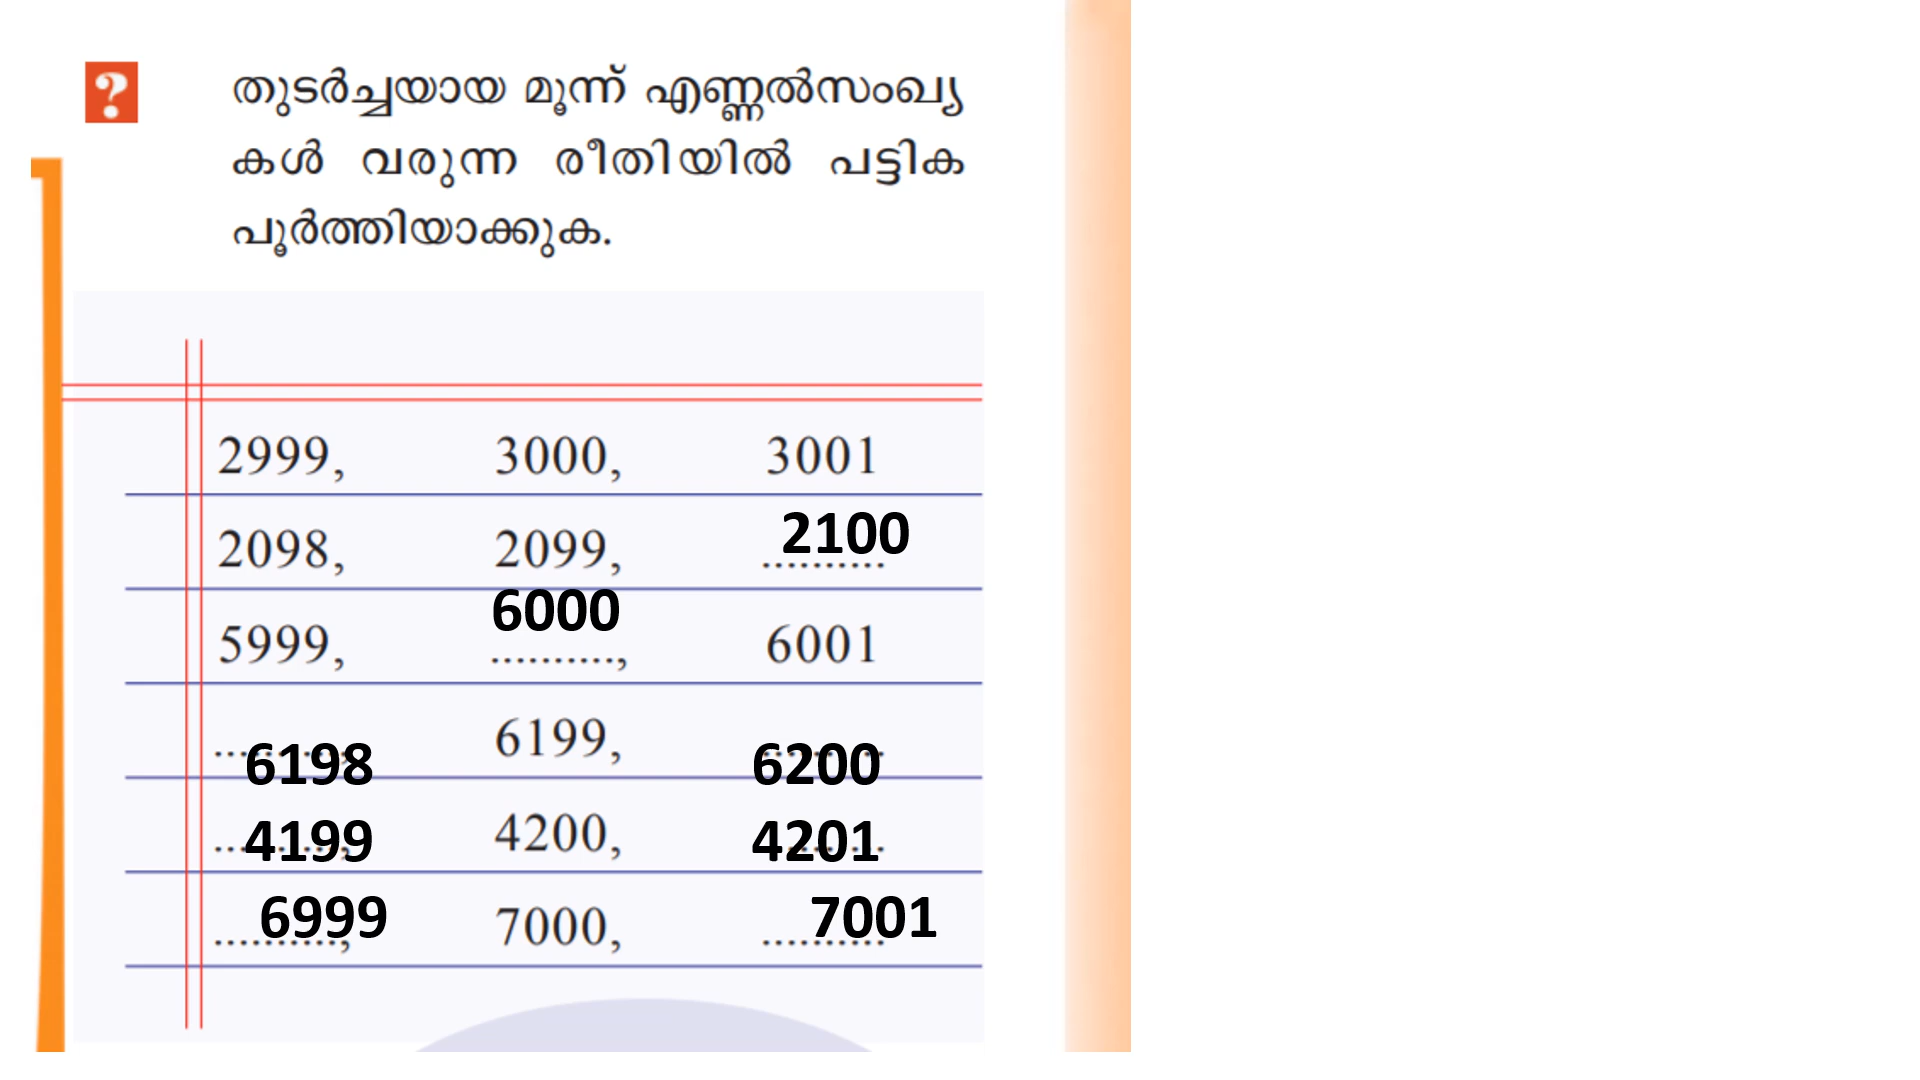 ?
തുടർച്ചയായ മൂന്ന് എണ്ണൽസംഖ്യ
കൾ വരുന്ന രീതിയിൽ പട്ടിക
പൂർത്തിയാക്കുക.
2999, 3000, 3001
2098, 2099, 2100
5999, 6000, 6001
6198, 6199, 6200
4199, 4200, 4201
6999, 7000, 7001